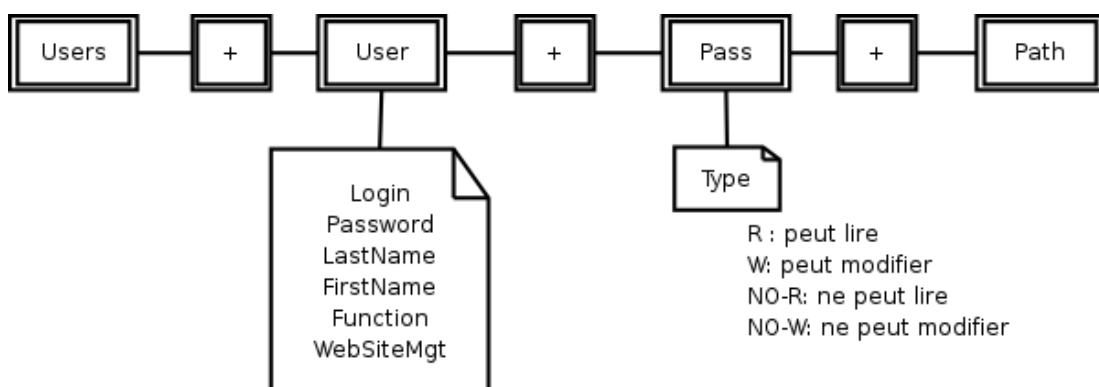 Users + User + Pass + Path
Login
Password
LastName
FirstName
Function
WebSiteMgt
Type
R : peut lire
W: peut modifier
NO-R: ne peut lire
NO-W: ne peut modifier